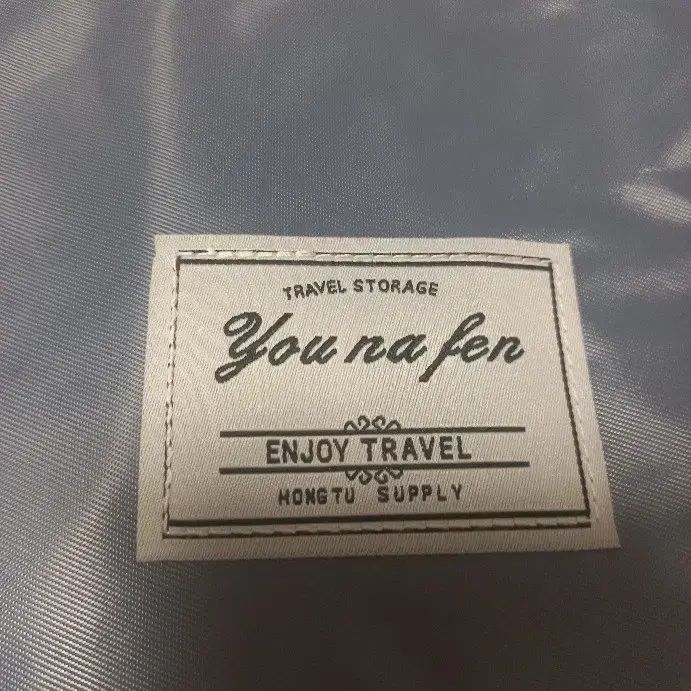 TRAVEL STORAGE
You na fen
ENJOY TRAVEL
HONGTU SUPPLY